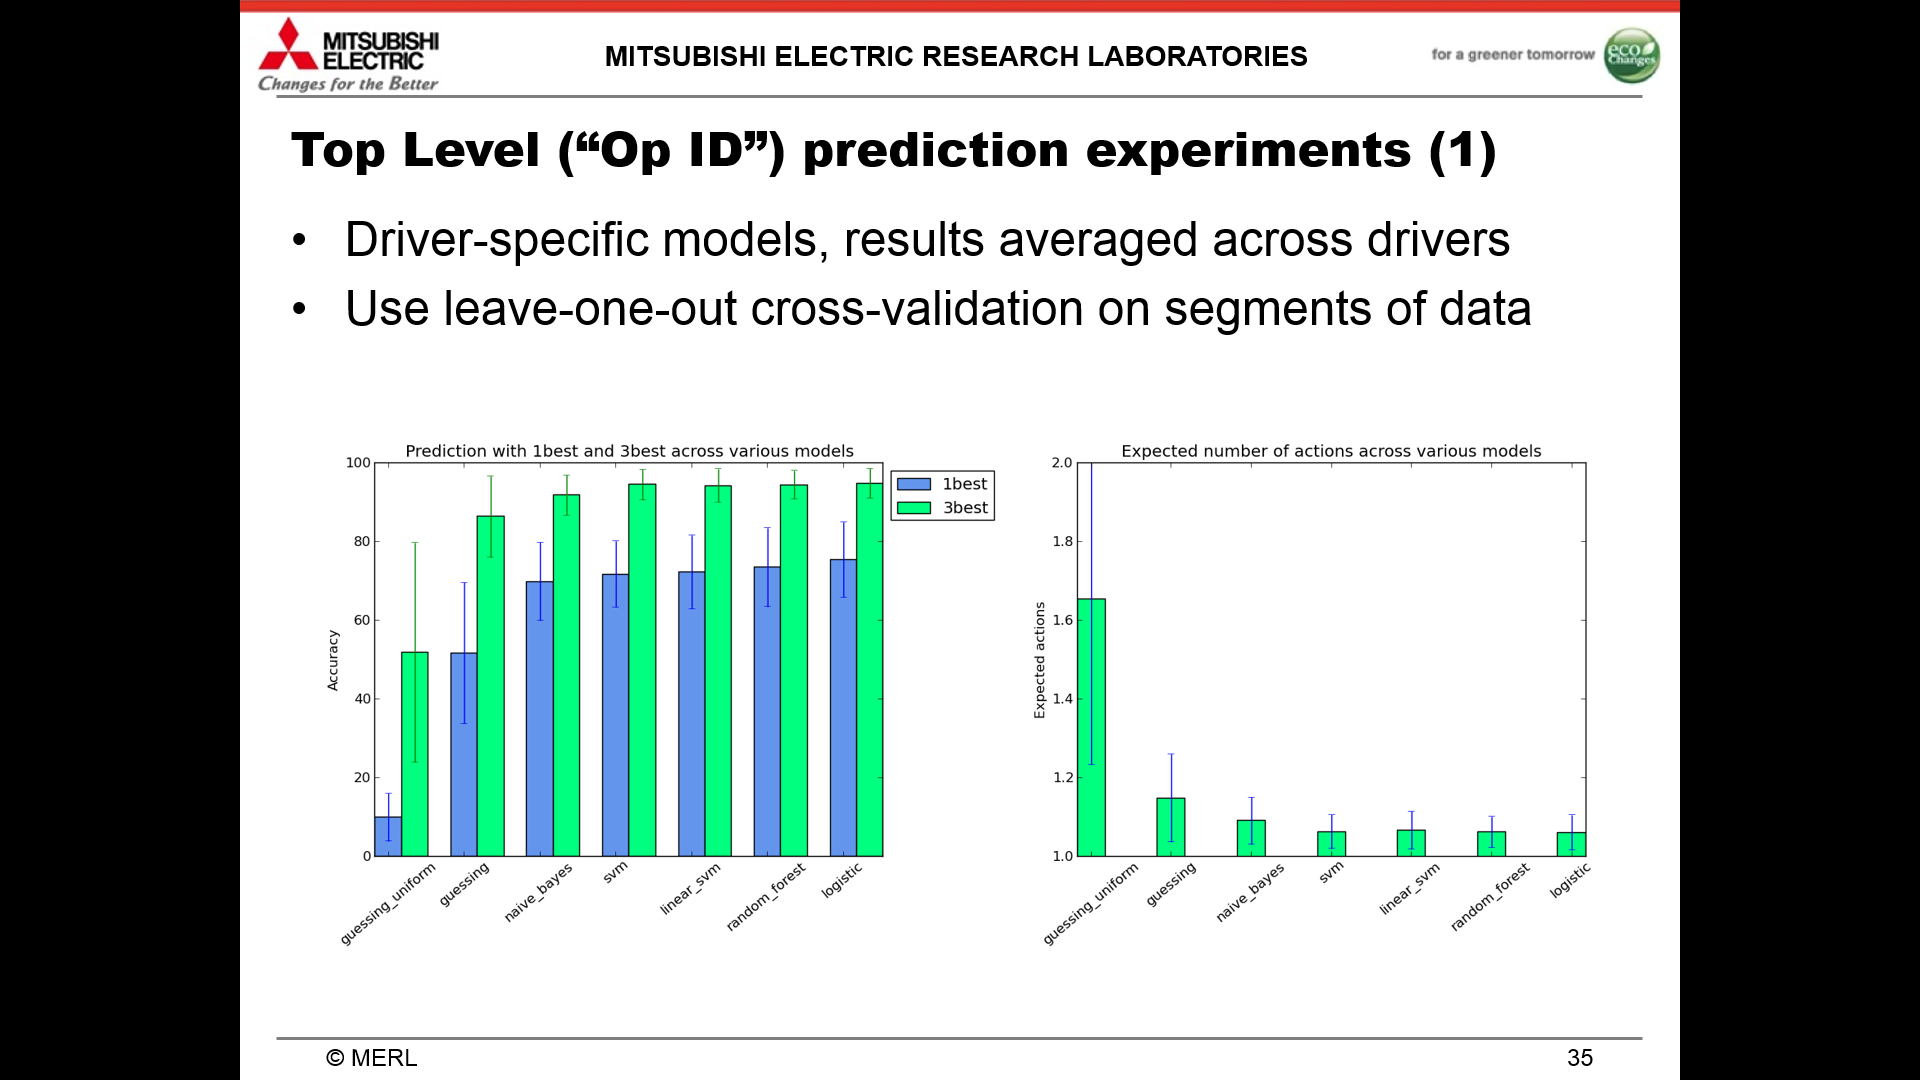 MITSUBISHI
ELECTRIC
Changes for the Better
MITSUBISHI ELECTRIC RESEARCH LABORATORIES
for a greener tomorrow
eco
Changes
Top Level (“Op ID”) prediction experiments (1)
• Driver-specific models, results averaged across drivers
• Use leave-one-out cross-validation on segments of data
Prediction with 1best and 3best across various models
100
80
60
40
20
0
Accuracy
1best
3best
guessing_uniform
guessing
naive_bayes
svm
linear_svm
random_forest
logistic
Expected number of actions across various models
2.0
1.8
1.6
1.4
1.2
1.0
Expected actions
guessing_uniform
guessing
naive_bayes
svm
linear_svm
random_forest
logistic
© MERL
35